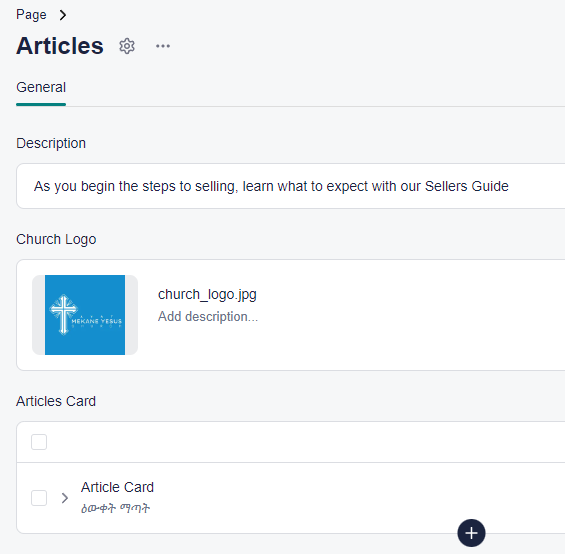 Page
Articles
General
Description
As you begin the steps to selling, learn what to expect with our Sellers Guide
Church Logo
church_logo.jpg
Add description...
MEKANE YESUS
Articles Card
Article Card
ዕውቀት ማጣት